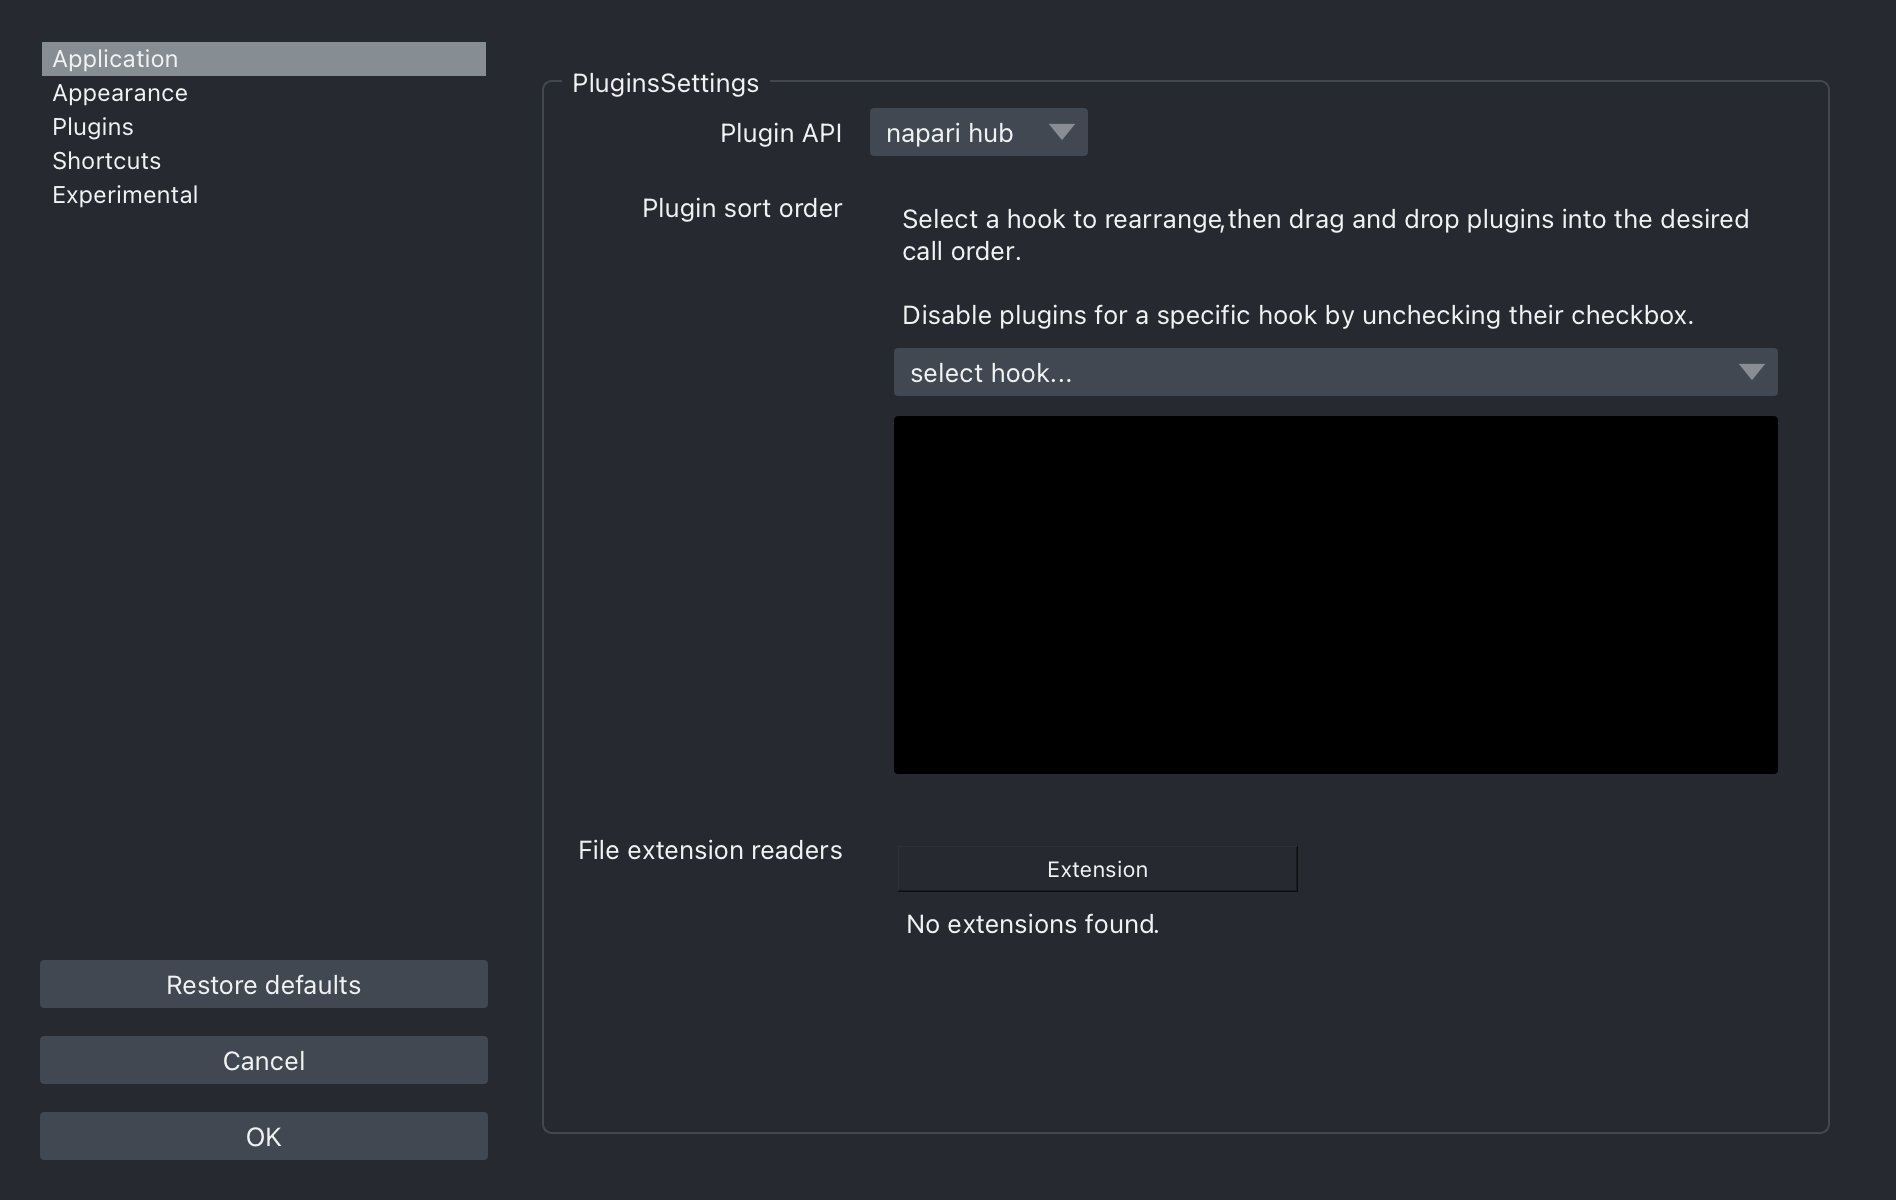 Application
Appearance
Plugins
Shortcuts
Experimental
Restore defaults
Cancel
OK
PluginsSettings
Plugin API
napari hub
Plugin sort order
Select a hook to rearrange,then drag and drop plugins into the desired
call order.
Disable plugins for a specific hook by unchecking their checkbox.
select hook...
File extension readers
Extension
No extensions found.